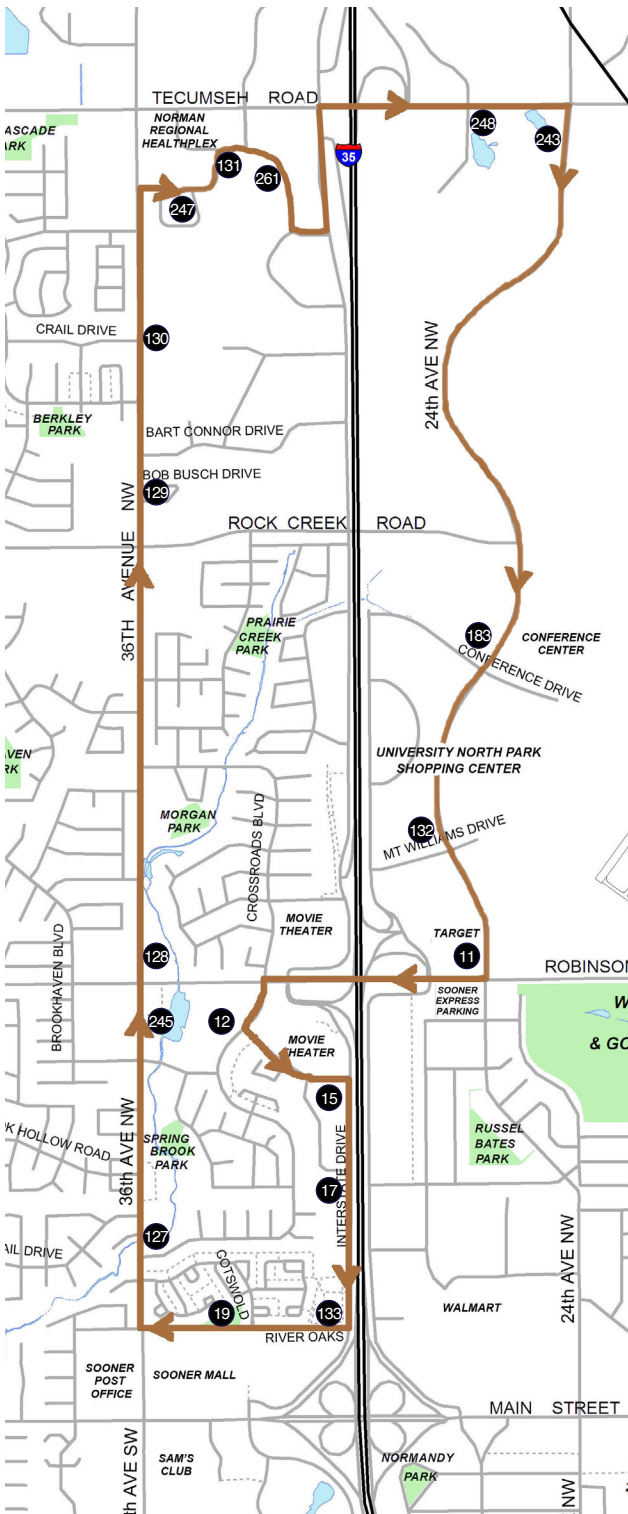 TECUMSEH ROAD
NORMAN
REGIONAL
HEALTHPLEX
ASCADE
ARK
248
243
35
131
261
247
CRAIL DRIVE
130
24th AVE NW
BERKLEY
PARK
BART CONNOR DRIVE
BOB BUSCH DRIVE
129
ROCK CREEK ROAD
36TH AVENUE NW
PRAIRIE
CREEK
PARK
183
CONFERENCE
CENTER
CONFERENCE DRIVE
UNIVERSITY NORTH PARK
SHOPPING CENTER
AVEN
RK
MORGAN
PARK
132
MT WILLIAMS DRIVE
CROSSROADS BLVD
MOVIE
THEATER
TARGET
11
BROOKHAVEN BLVD
128
ROBINSON
SOONER
EXPRESS
PARKING
W
& GO
245
12
MOVIE
THEATER
15
36th AVE NW
K HOLLOW ROAD
SPRING
BROOK
PARK
RUSSEL
BATES
PARK
INTERSTATE DRIVE
17
127
AIL DRIVE
COTSWOLD
24th AVE NW
19
133
RIVER OAKS
WALMART
SOONER
POST
OFFICE
SOONER MALL
MAIN STREET
th AVE SW
SAM'S
CLUB
NORMANDY
PARK
NW